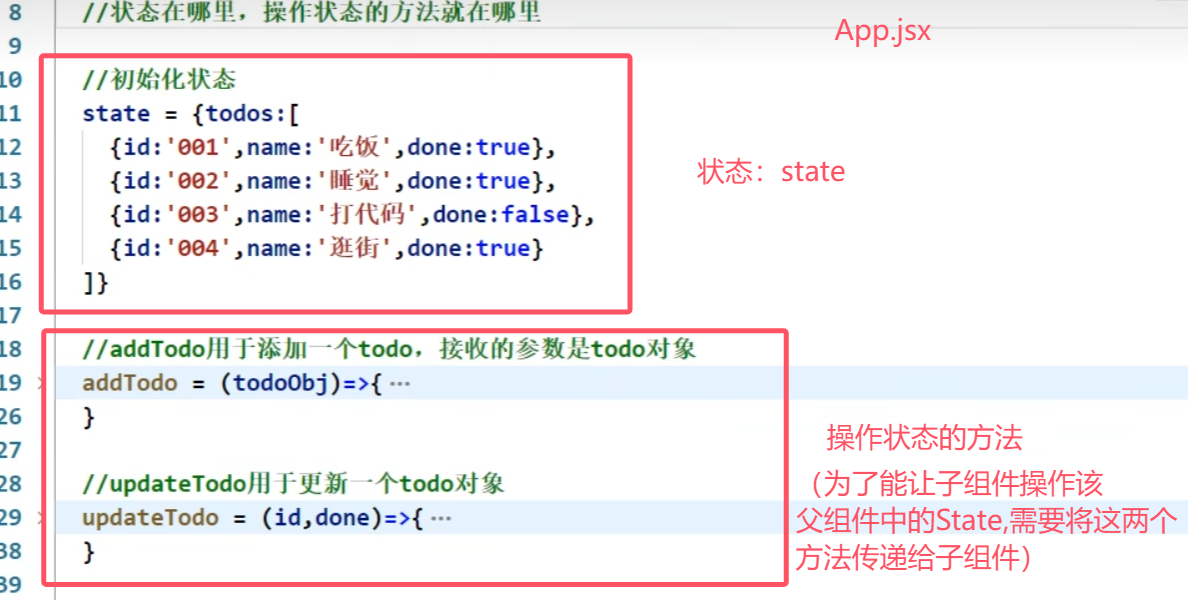 8 //状态在哪里，操作状态的方法就在哪里
App.jsx
9
10 //初始化状态
11 state = {todos:[
12 {id:'001',name:'吃饭',done:true},
状态：state
13 {id:'002',name:'睡觉',done:true},
14 {id:'003',name:'打代码',done:false},
15 {id:'004',name:'逛街',done:true}
16 ]}
17
18 //addTodo用于添加一个todo，接收的参数是todo对象
19 addTodo = (todoObj)=>{ ···
26 }
27
操作状态的方法
28 //updateTodo用于更新一个todo对象
（为了能让子组件操作该
29 updateTodo = (id,done)=>{ ···
父组件中的State,需要将这两个
38 }
方法传递给子组件）
39